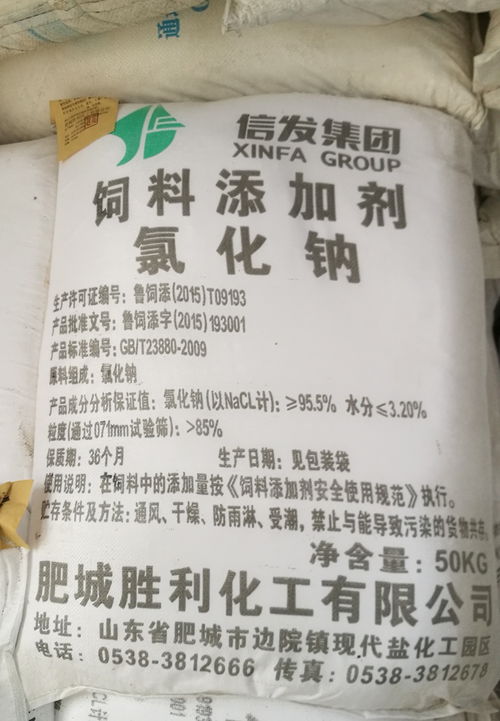 信发集团
XINFA GROUP
饲料添加剂
氯化钠
生产许可证编号：鲁饲添(2015)T09193
产品批准文号：鲁饲添字(2015)193001
产品标准编号：GB/T23880-2009
原料组成：氯化钠
产品成分分析保证值：氯化钠(以NaCL计)：≥95.5% 水分≤3.20%
粒度(通过071mm试验筛)：>85%
保质期：36个月 生产日期：见包装袋
使用说明：在饲料中的添加量按《饲料添加剂安全使用规范》执行。
贮存条件及方法：通风、干燥、防雨淋、受潮，禁止与能导致污染的货物共存。
净含量：50KG
肥城胜利化工有限公司
地址：山东省肥城市边院镇现代盐化工园区
电话：0538-3812666 传真：0538-3812678